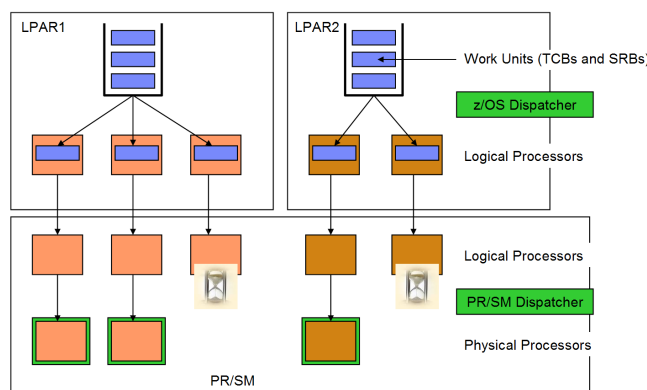 LPAR1
LPAR2
Work Units (TCBs and SRBs)
z/OS Dispatcher
Logical Processors
Logical Processors
PR/SM Dispatcher
Physical Processors
PR/SM